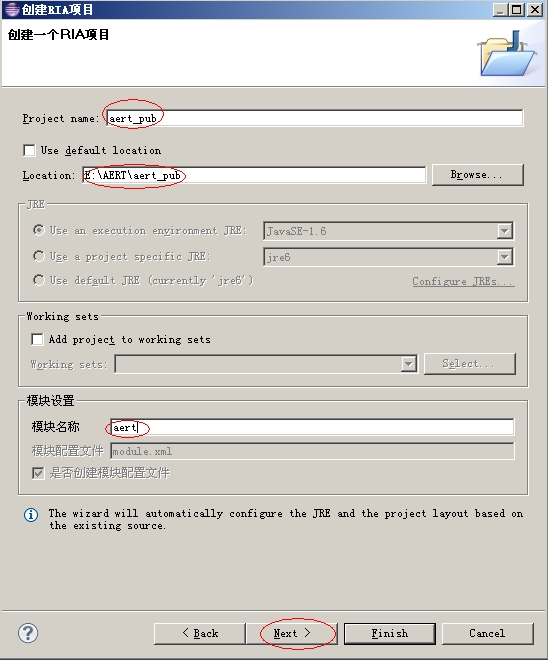 创建RIA项目
创建一个RIA项目
Project name: aert_pub
Use default location
Location: E:\AERT\aert_pub Browse...
JRE
Use an execution environment JRE: JavaSE-1.6
Use a project specific JRE: jre6
Use default JRE (currently 'jre6') Configure JREs...
Working sets
Add project to working sets
Working sets: Select...
模块设置
模块名称 aert
模块配置文件 module.xml
是否创建模块配置文件
The wizard will automatically configure the JRE and the project layout based on
the existing source.
? < Back Next > Finish Cancel